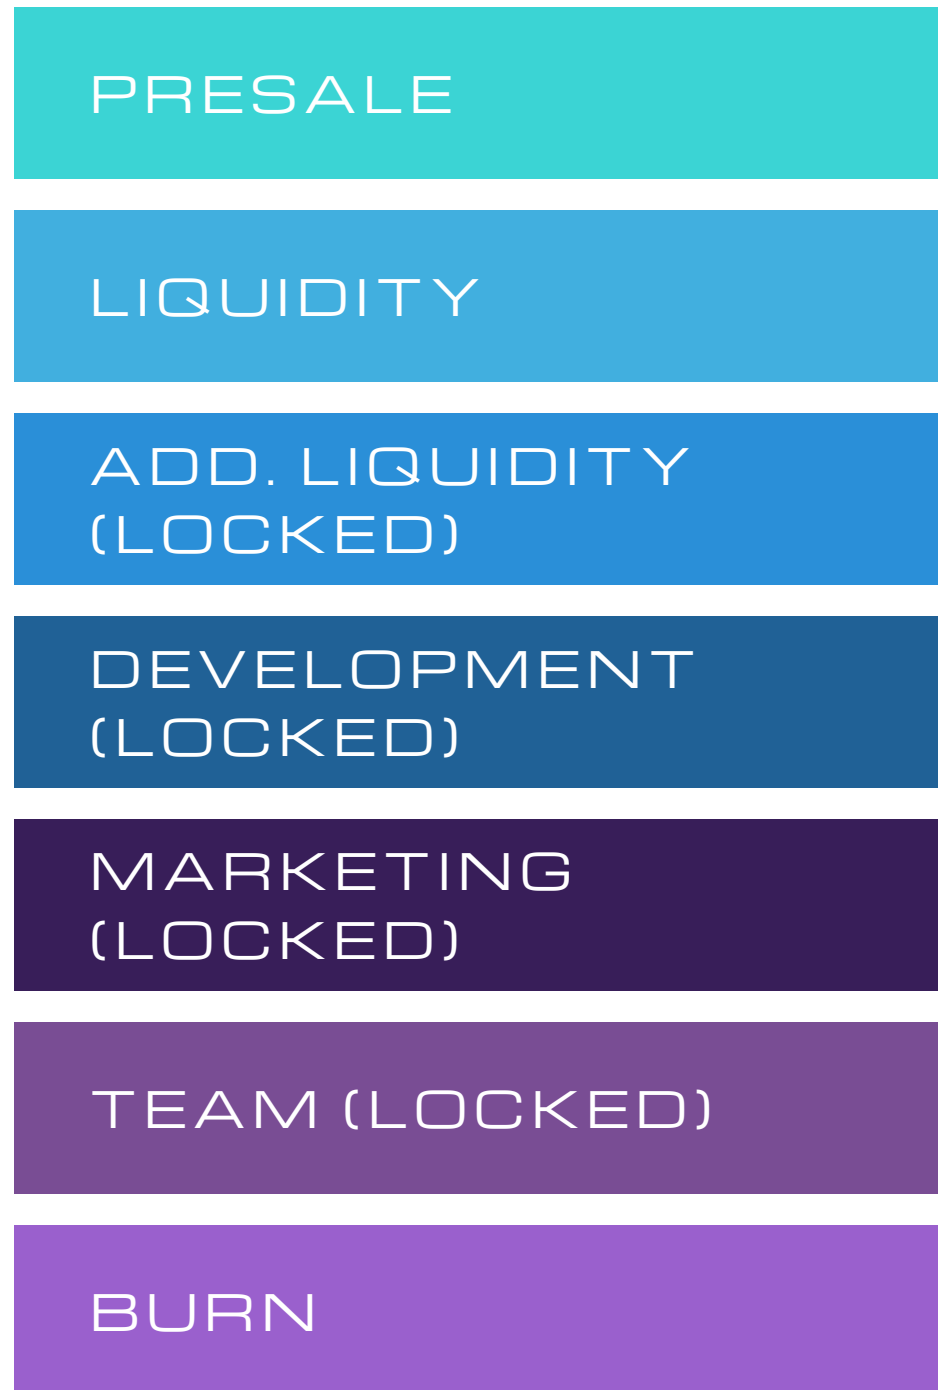 PRESALE
LIQUIDITY
ADD. LIQUIDITY
(LOCKED)
DEVELOPMENT
(LOCKED)
MARKETING
(LOCKED)
TEAM (LOCKED)
BURN